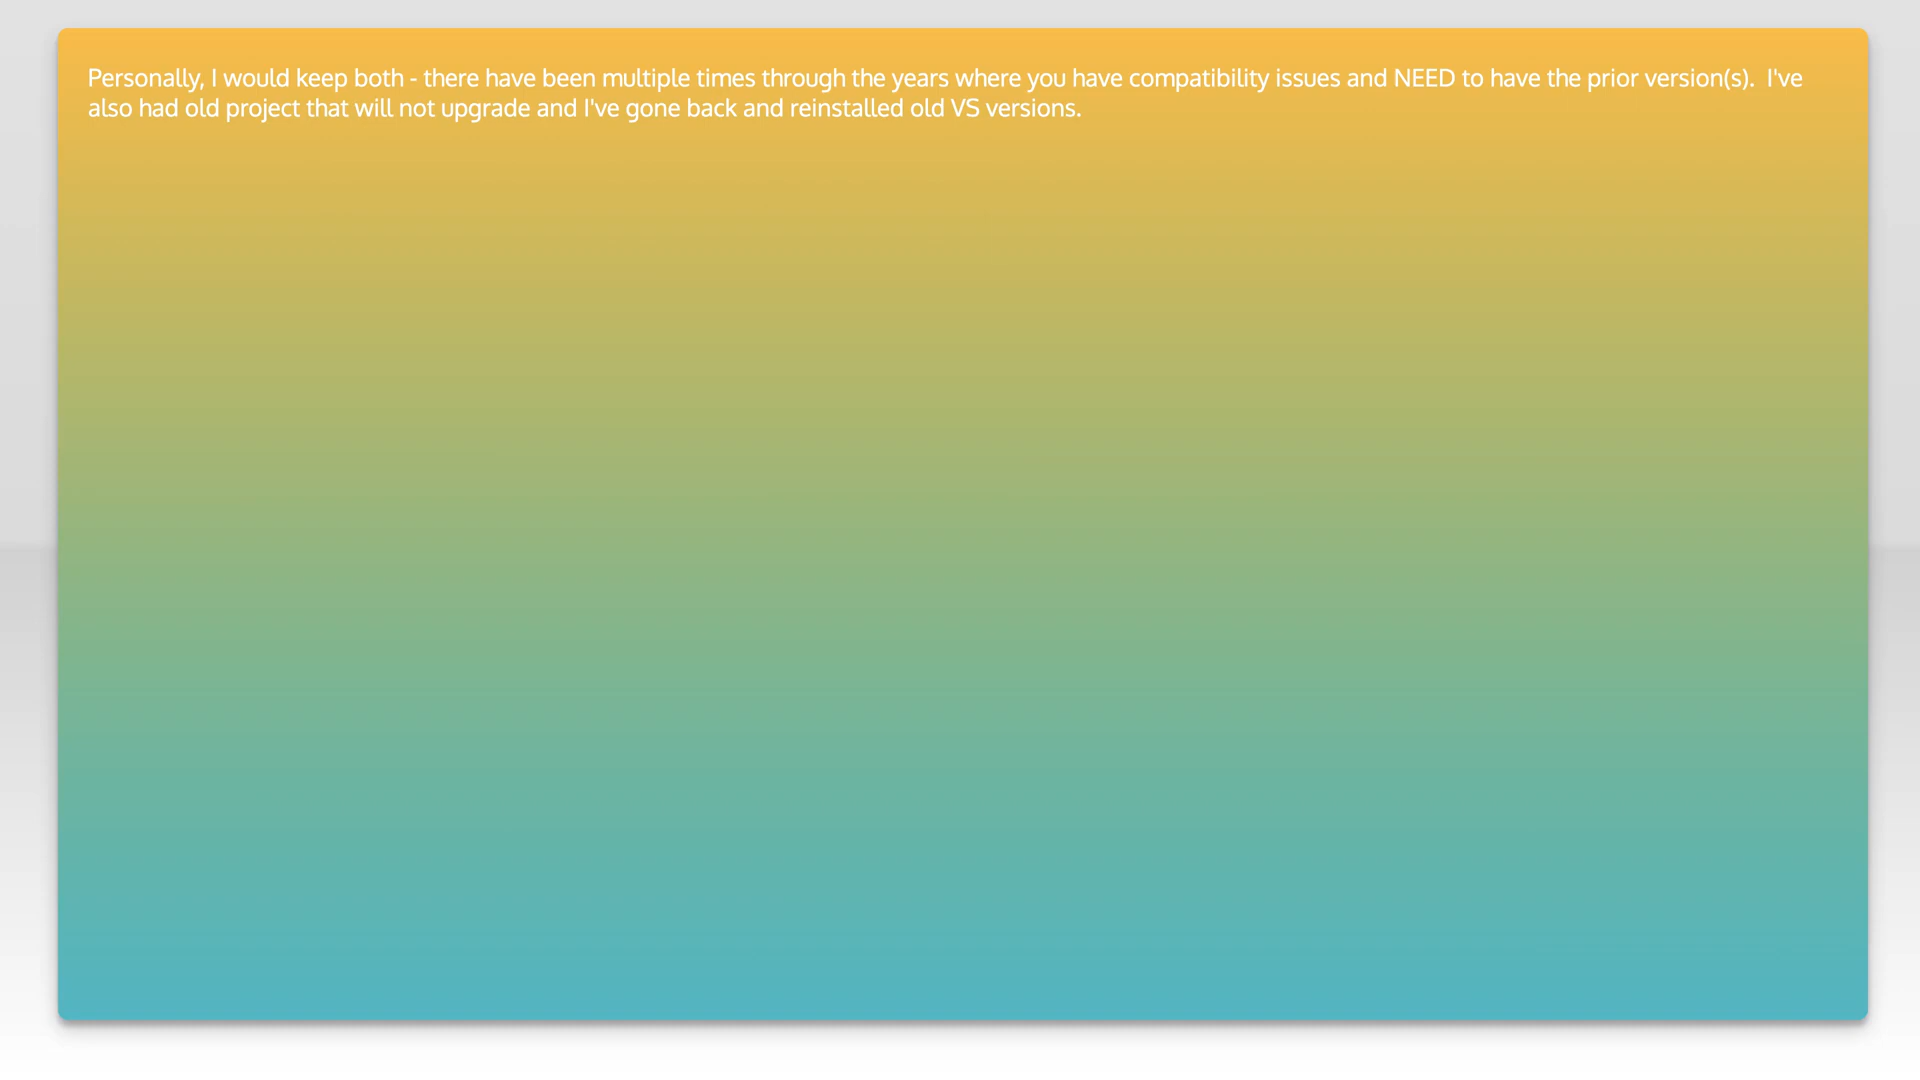 Personally, I would keep both - there have been multiple times through the years where you have compatibility issues and NEED to have the prior version(s).  I've
also had old project that will not upgrade and I've gone back and reinstalled old VS versions.